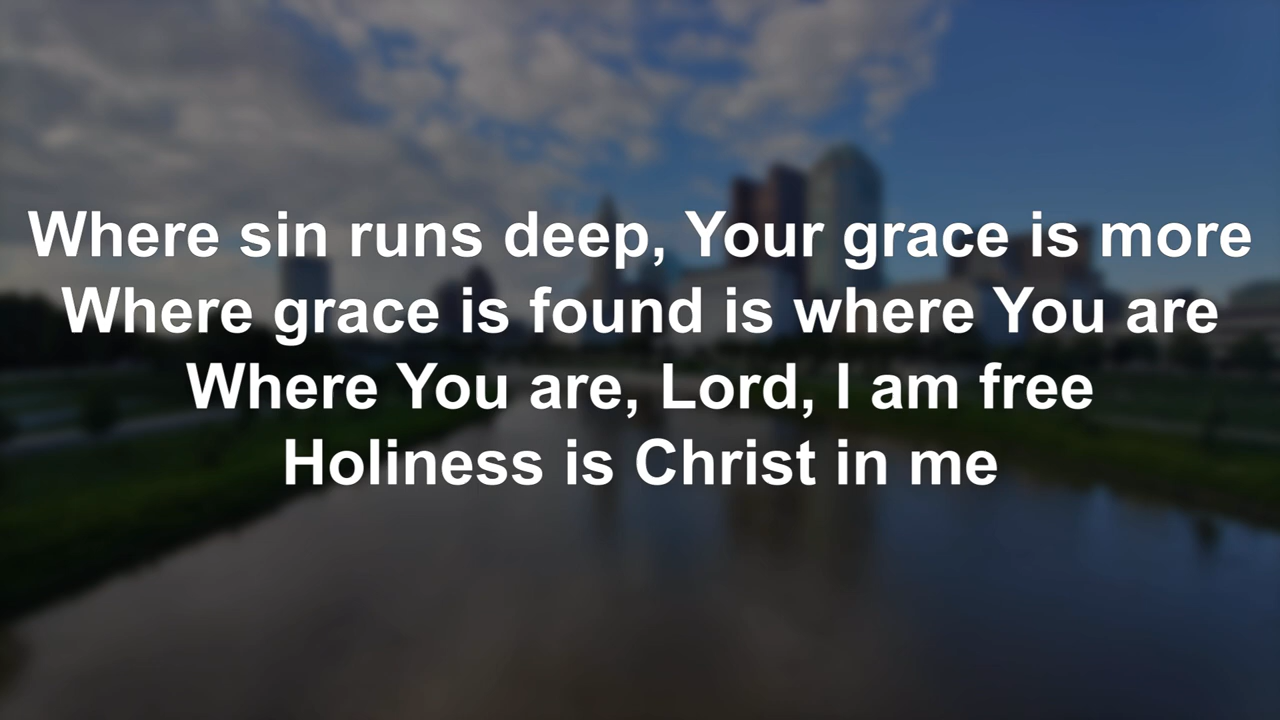 Where sin runs deep, Your grace is more
Where grace is found is where You are
Where You are, Lord, I am free
Holiness is Christ in me